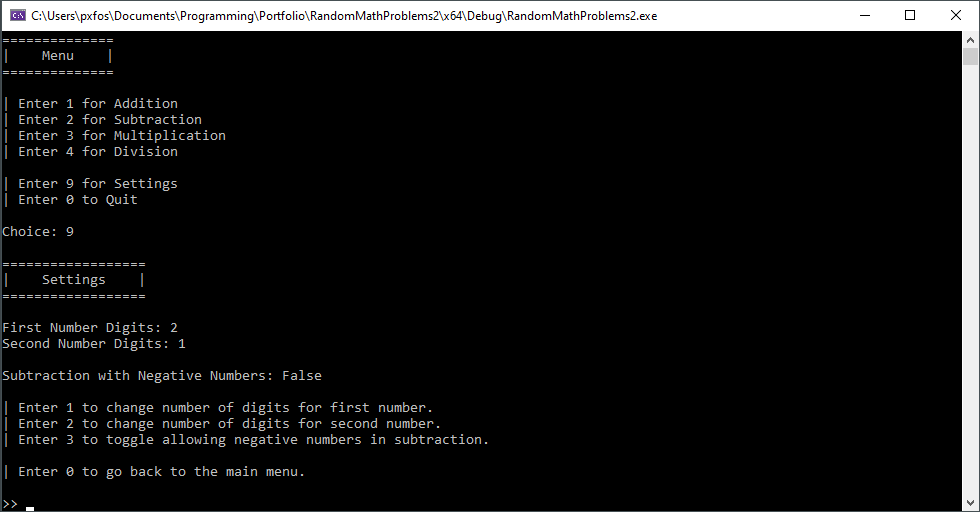 C:\Users\pxfos\Documents\Programming\Portfolio\RandomMathProblems2\x64\Debug\RandomMathProblems2.exe
==============
|    Menu    |
==============
| Enter 1 for Addition
| Enter 2 for Subtraction
| Enter 3 for Multiplication
| Enter 4 for Division
| Enter 9 for Settings
| Enter 0 to Quit
Choice: 9
==================
|    Settings    |
==================
First Number Digits: 2
Second Number Digits: 1
Subtraction with Negative Numbers: False
| Enter 1 to change number of digits for first number.
| Enter 2 to change number of digits for second number.
| Enter 3 to toggle allowing negative numbers in subtraction.
| Enter 0 to go back to the main menu.
>> _